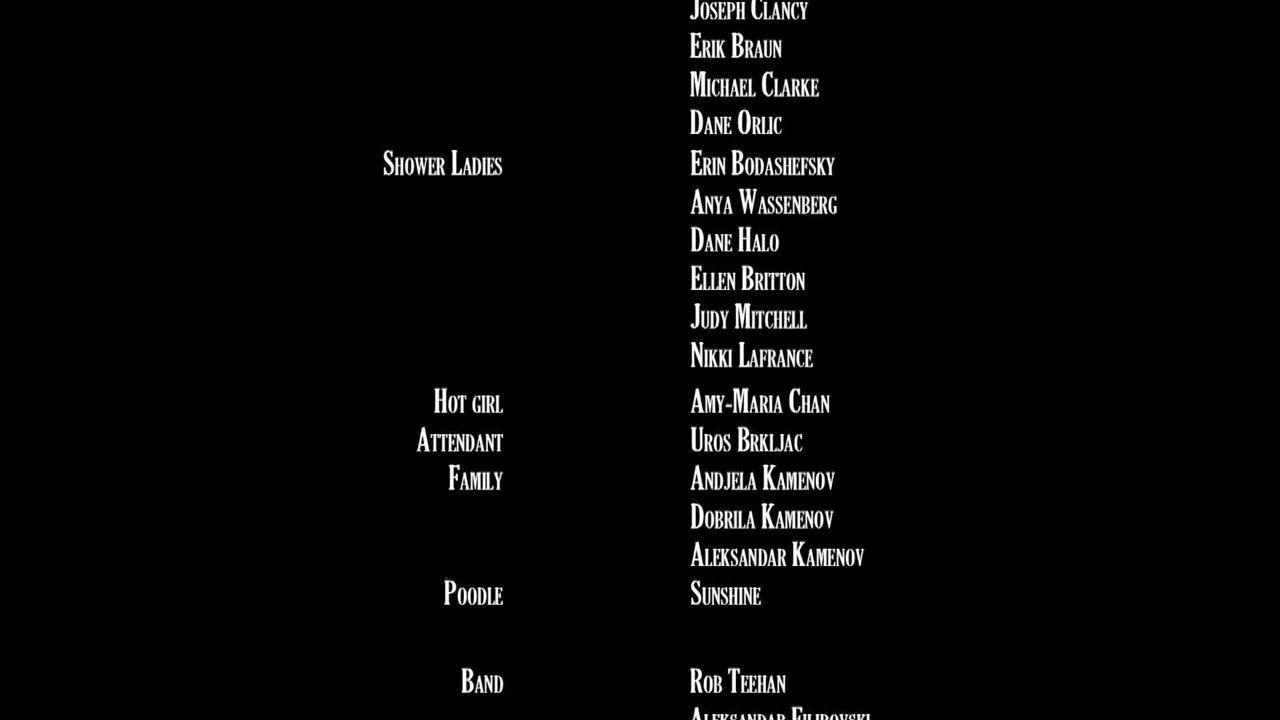 Joseph Clancy
Erik Braun
Michael Clarke
Dane Orlic
Shower Ladies Erin Bodashefsky
Anya Wassenberg
Dane Halo
Ellen Britton
Judy Mitchell
Nikki Lafrance
Hot girl Amy-Maria Chan
Attendant Uros Brkljac
Family Andjela Kamenov
Dobrila Kamenov
Aleksandar Kamenov
Poodle Sunshine
Band Rob Teehan
Aleksandar Filipovski